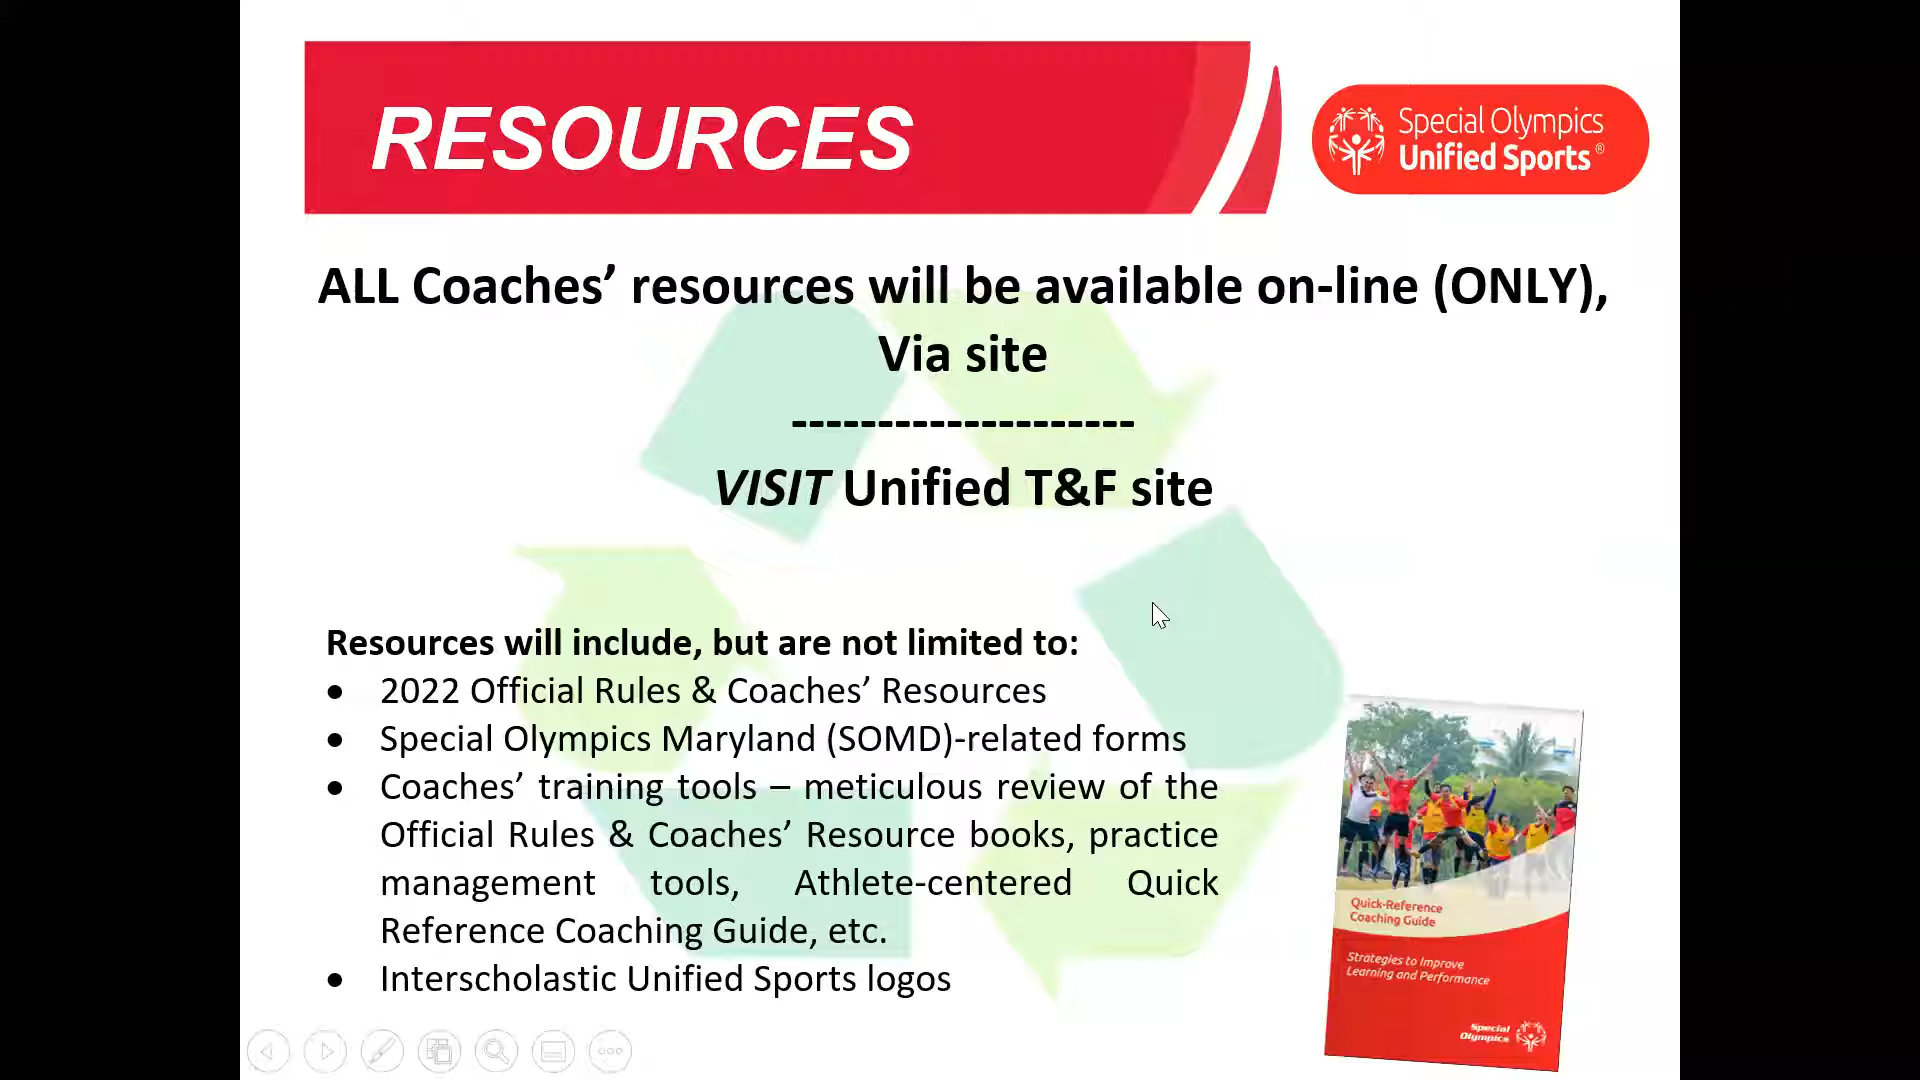 RESOURCES
Special Olympics
Unified Sports®
ALL Coaches’ resources will be available on-line (ONLY),
Via site
--------------------
VISIT Unified T&F site
Resources will include, but are not limited to:
• 2022 Official Rules & Coaches’ Resources
• Special Olympics Maryland (SOMD)-related forms
• Coaches’ training tools – meticulous review of the
Official Rules & Coaches’ Resource books, practice
management tools, Athlete-centered Quick
Reference Coaching Guide, etc.
• Interscholastic Unified Sports logos
Quick-Reference
Coaching Guide
Strategies to Improve
Learning and Performance
Special
Olympics